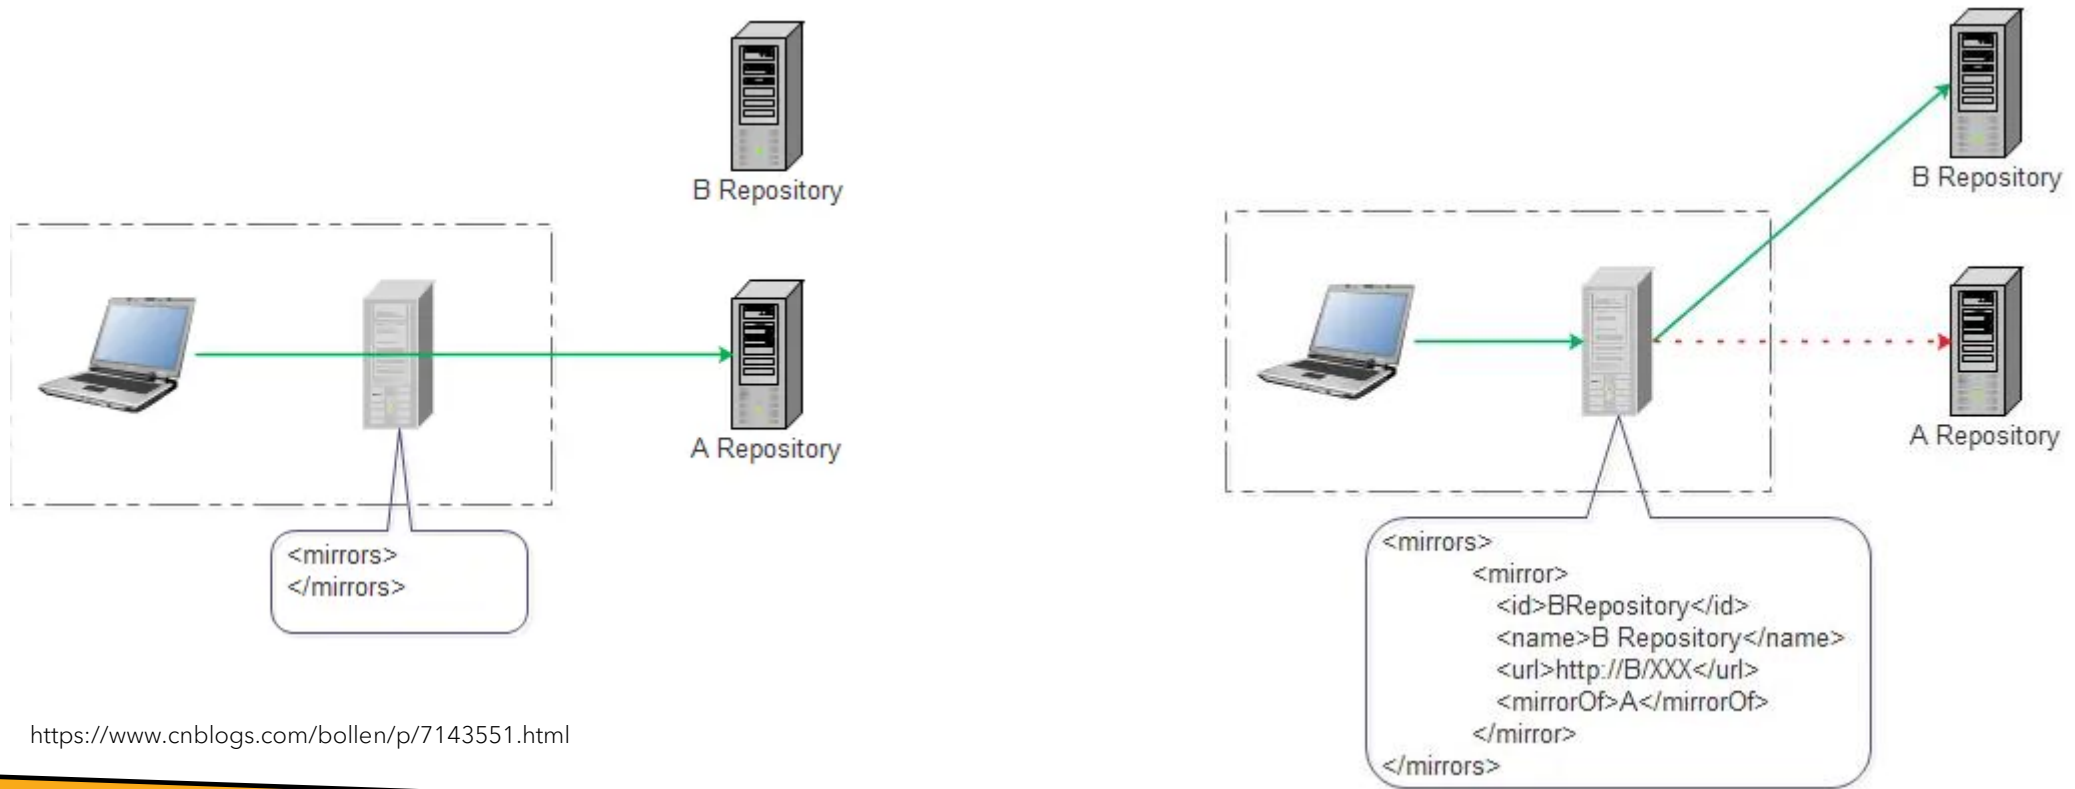 B Repository
A Repository
<mirrors>
</mirrors>
https://www.cnblogs.com/bollen/p/7143551.html
B Repository
A Repository
<mirrors>
<mirror>
<id>BRepository</id>
<name>B Repository</name>
<url>http://B/XXX</url>
<mirrorOf>A</mirrorOf>
</mirror>
</mirrors>